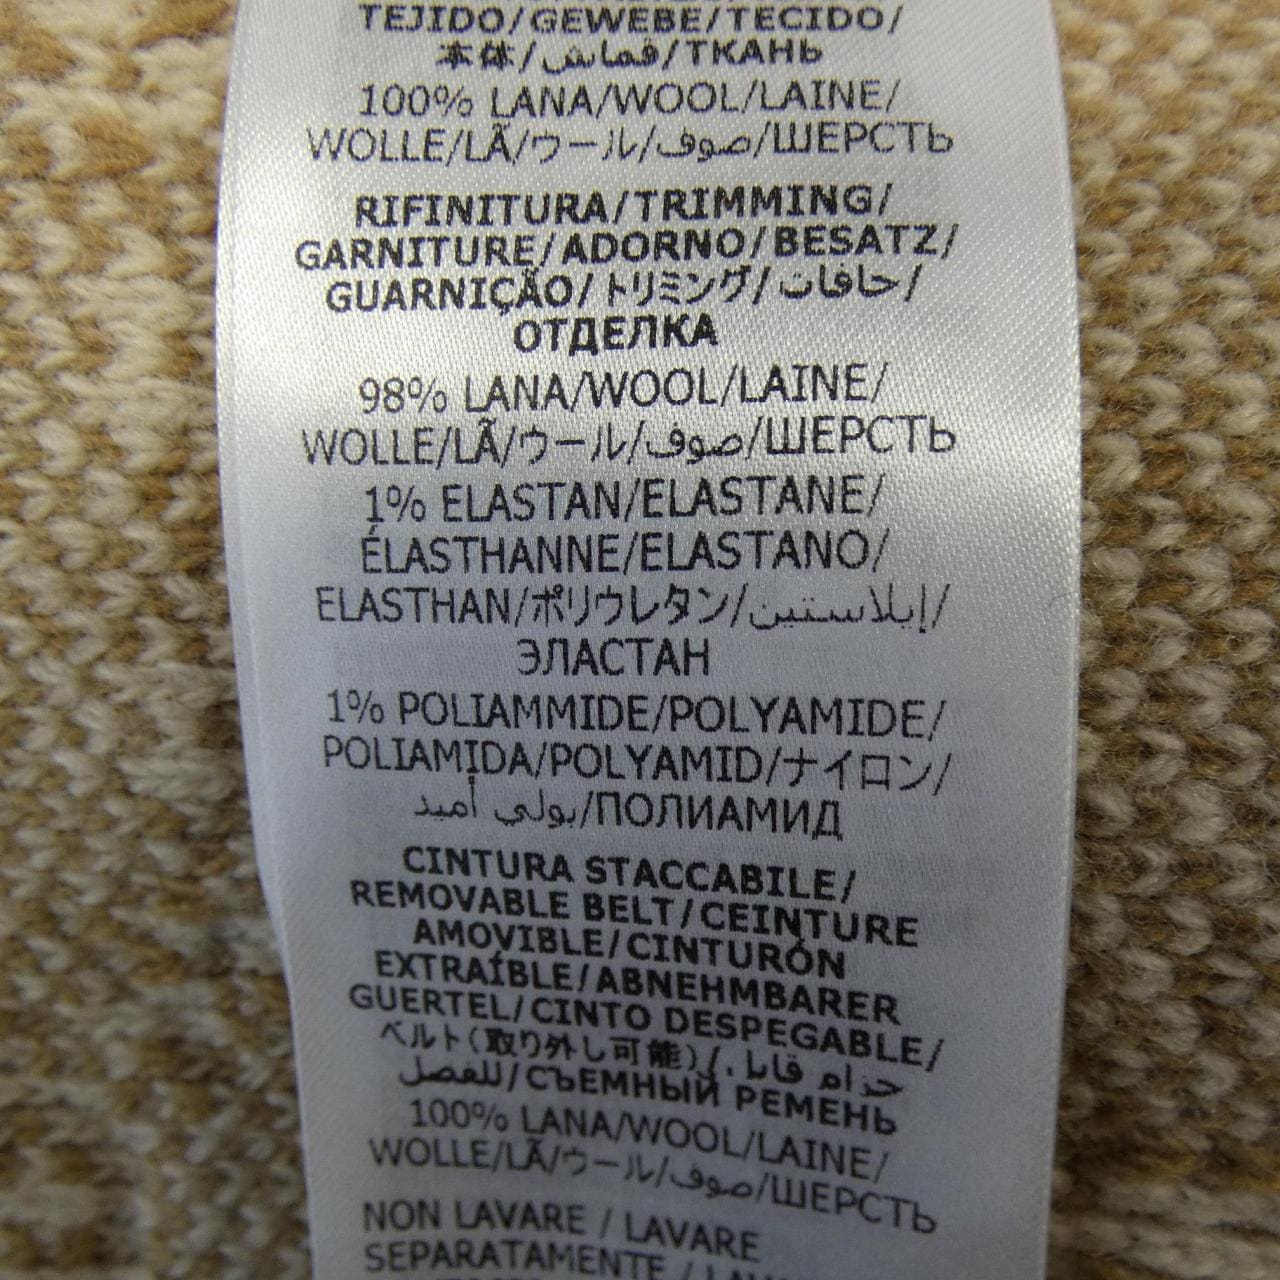 TEJIDO/GEWEBE/TECIDO/
本体/قماش/ТКАНЬ
100% LANA/WOOL/LAINE/
WOLLE/LÃ/ウール/صوف/ШЕРСТЬ
RIFINITURA/TRIMMING/
GARNITURE/ADORNO/BESATZ/
GUARNIÇÃO/トリミング/حافات/
ОТДЕЛКА
98% LANA/WOOL/LAINE/
WOLLE/LÃ/ウール/صوف/ШЕРСТЬ
1% ELASTAN/ELASTANE/
ÉLASTHANNE/ELASTANO/
ELASTHAN/ポリウレタン/إيلاستين/
ЭЛАСТАН
1% POLIAMMIDE/POLYAMIDE/
POLIAMIDA/POLYAMID/ナイロン/
بولي أميد/ПОЛИАМИД
CINTURA STACCABILE/
REMOVABLE BELT/CEINTURE
AMOVIBLE/CINTURÓN
EXTRAÍBLE/ABNEHMBARER
GUERTEL/CINTO DESPEGABLE/
ベルト(取り外し可能)/. حزام قابل
للفصل/СЪЕМНЫЙ РЕМЕНЬ
100% LANA/WOOL/LAINE/
WOLLE/LÃ/ウール/صوف/ШЕРСТЬ
NON LAVARE / LAVARE
SEPARATAMENTE /